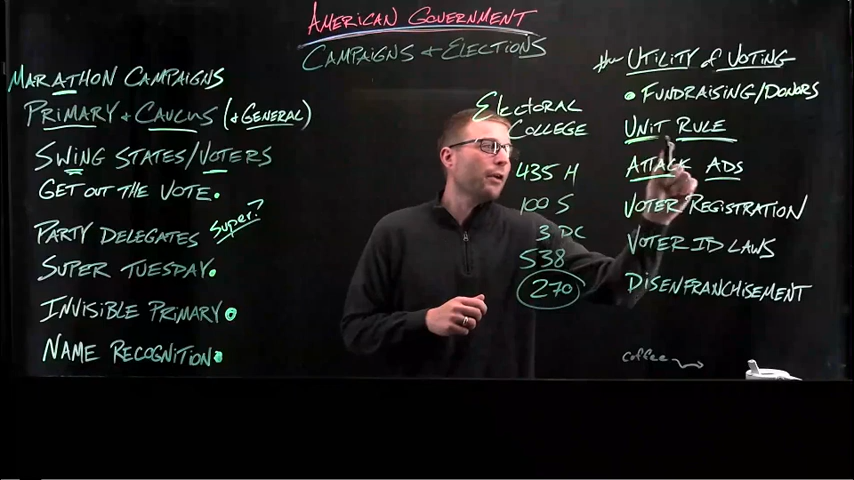 AMERICAN GOVERNMENT
CAMPAIGNS & ELECTIONS
MARATHON CAMPAIGNS
PRIMARY & CAUCUS (& GENERAL)
SWING STATES/VOTERS
GET OUT THE VOTE.
PARTY DELEGATES Super?
SUPER TUESDAY.
INVISIBLE PRIMARY.
NAME RECOGNITION.
Electoral
College
435 H
100 S
3 DC
538
270
the UTILITY of VOTING
• FUNDRAISING/DONORS
UNIT RULE
ATTACK ADS
VOTER REGISTRATION
VOTER ID LAWS
DISENFRANCHISEMENT
coffee